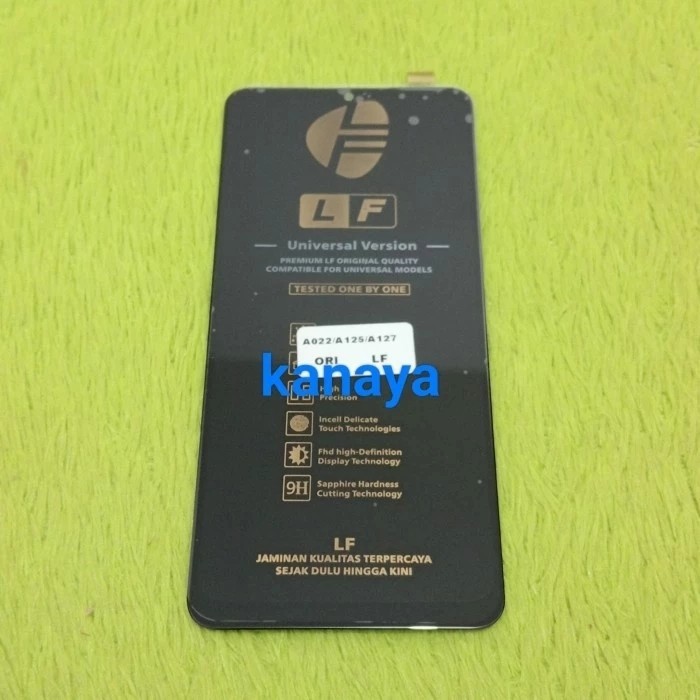 LF
Universal Version
PREMIUM LF ORIGINAL QUALITY
COMPATIBLE FOR UNIVERSAL MODELS
TESTED ONE BY ONE
A022/A125/A127
ORI LF
kanaya
High
Precision
Incell Delicate
Touch Technologies
Fhd high-Definition
Display Technology
9H
Sapphire Hardness
Cutting Technology
LF
JAMINAN KUALITAS TERPERCAYA
SEJAK DULU HINGGA KINI